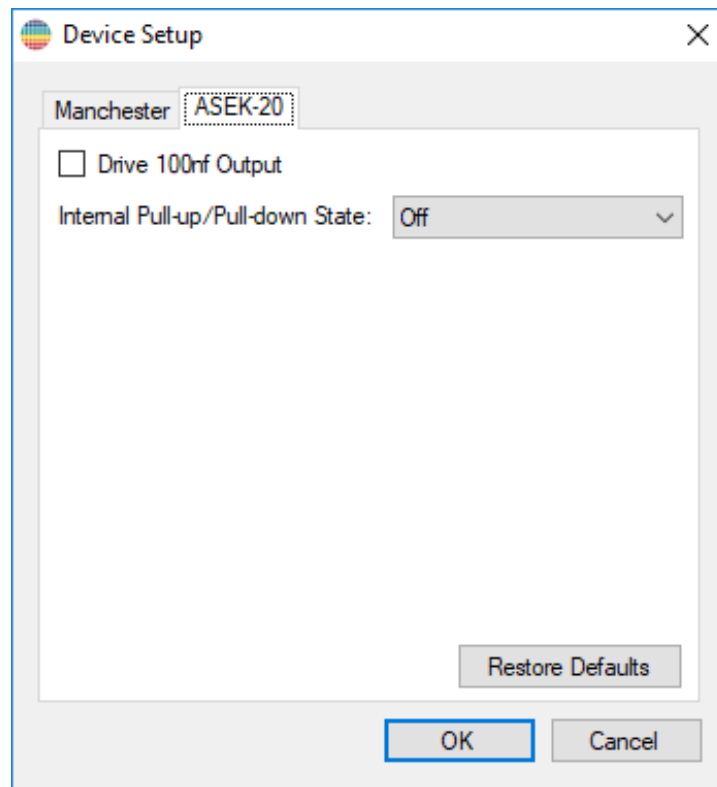 Device Setup
Manchester ASEK-20
Drive 100nf Output
Internal Pull-up/Pull-down State: Off
Restore Defaults
OK Cancel